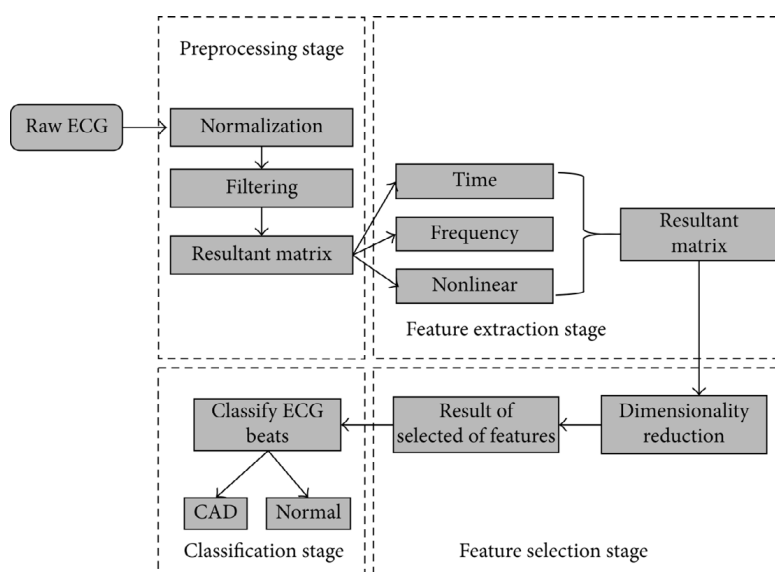 Preprocessing stage
Raw ECG
Normalization
Filtering
Resultant matrix
Time
Frequency
Nonlinear
Resultant
matrix
Feature extraction stage
Dimensionality
reduction
Result of
selected of features
Classify ECG
beats
CAD
Normal
Classification stage
Feature selection stage